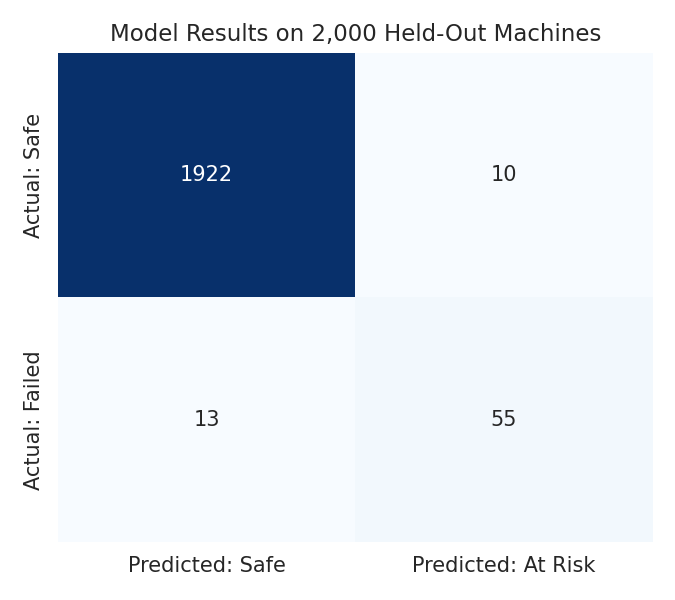 Model Results on 2,000 Held-Out Machines
Actual: Safe
1922
10
Actual: Failed
13
55
Predicted: Safe
Predicted: At Risk